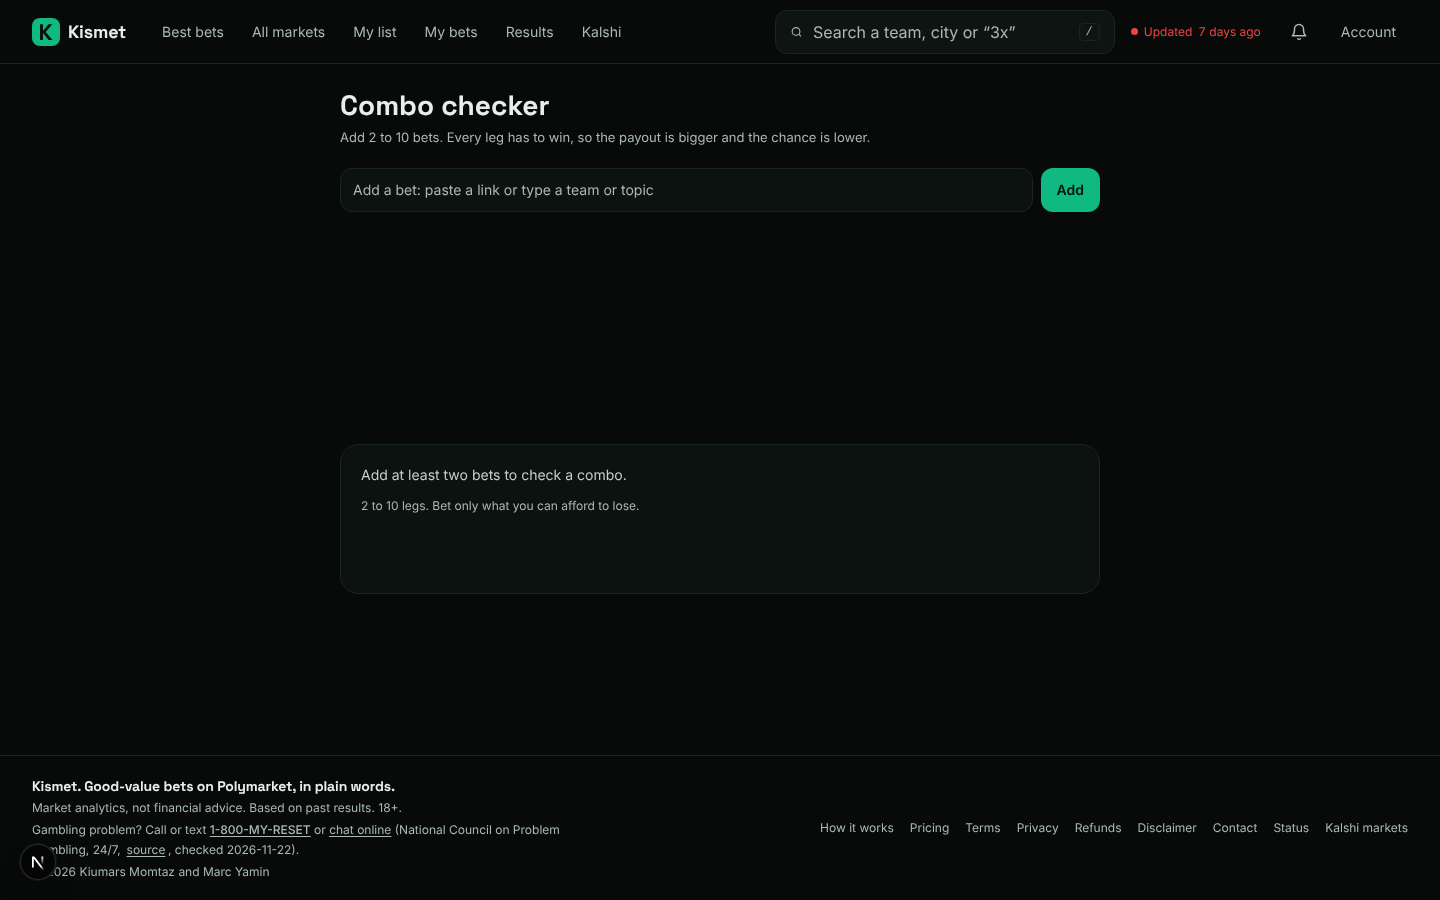 K Kismet Best bets All markets My list My bets Results Kalshi Search a team, city or “3x” / Updated 7 days ago Account
Combo checker
Add 2 to 10 bets. Every leg has to win, so the payout is bigger and the chance is lower.
Add a bet: paste a link or type a team or topic Add
Add at least two bets to check a combo.
2 to 10 legs. Bet only what you can afford to lose.
Kismet. Good-value bets on Polymarket, in plain words.
Market analytics, not financial advice. Based on past results. 18+.
Gambling problem? Call or text 1-800-MY-RESET or chat online (National Council on Problem
mbling, 24/7, source , checked 2026-11-22).
026 Kiumars Momtaz and Marc Yamin
How it works Pricing Terms Privacy Refunds Disclaimer Contact Status Kalshi markets
N